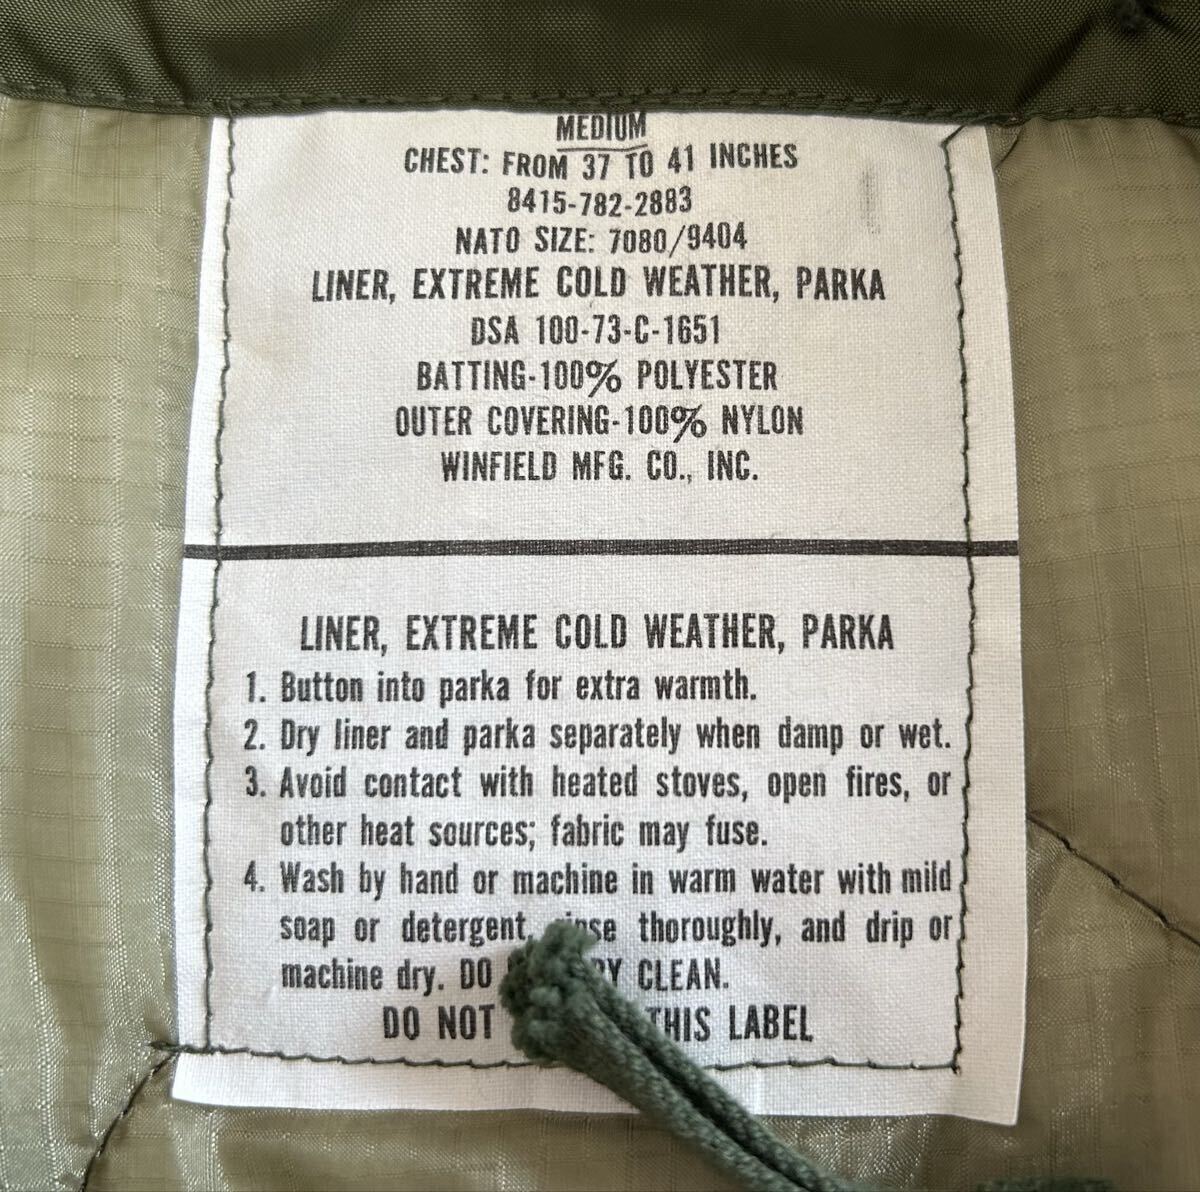 MEDIUM
CHEST: FROM 37 TO 41 INCHES
8415-782-2883
NATO SIZE: 7080/9404
LINER, EXTREME COLD WEATHER, PARKA
DSA 100-73-C-1651
BATTING-100% POLYESTER
OUTER COVERING-100% NYLON
WINFIELD MFG. CO., INC.
LINER, EXTREME COLD WEATHER, PARKA
1. Button into parka for extra warmth.
2. Dry liner and parka separately when damp or wet.
3. Avoid contact with heated stoves, open fires, or
other heat sources; fabric may fuse.
4. Wash by hand or machine in warm water with mild
soap or detergent, rinse thoroughly, and drip or
machine dry. DO CLEAN.
DO NOT THIS LABEL